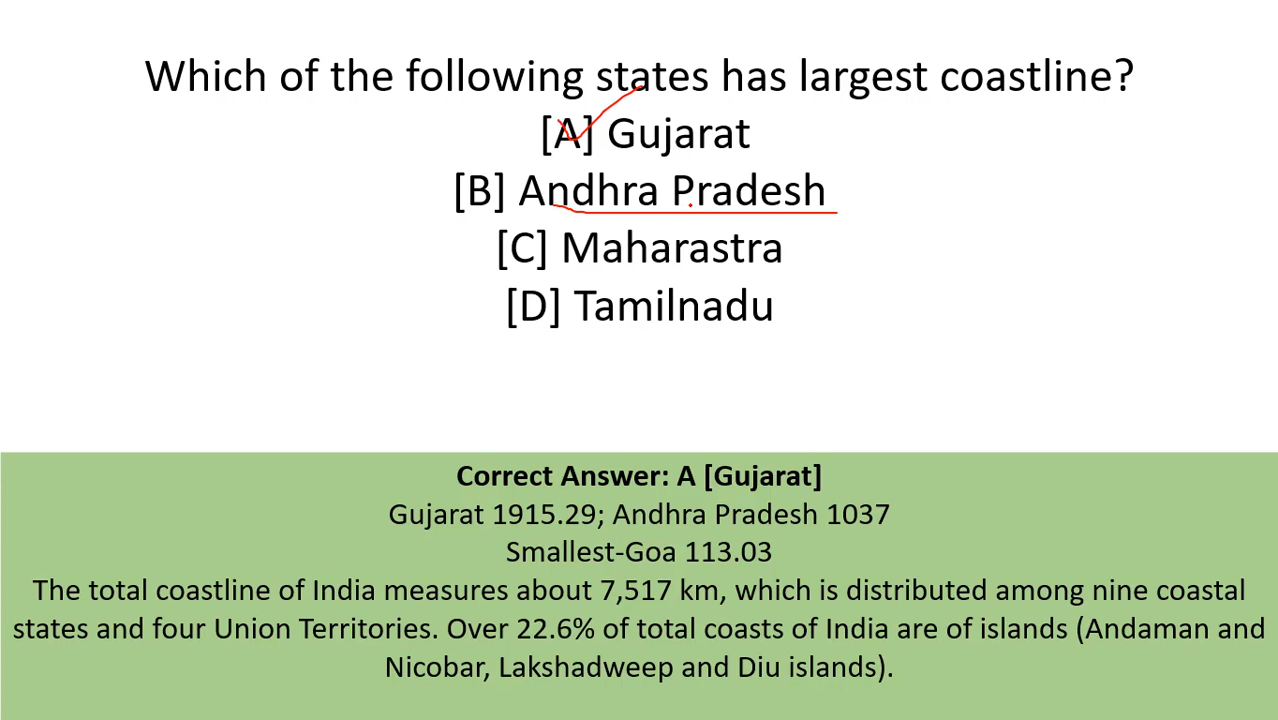 Which of the following states has largest coastline?
[A] Gujarat
[B] Andhra Pradesh
[C] Maharastra
[D] Tamilnadu
Correct Answer: A [Gujarat]
Gujarat 1915.29; Andhra Pradesh 1037
Smallest-Goa 113.03
The total coastline of India measures about 7,517 km, which is distributed among nine coastal
states and four Union Territories. Over 22.6% of total coasts of India are of islands (Andaman and
Nicobar, Lakshadweep and Diu islands).